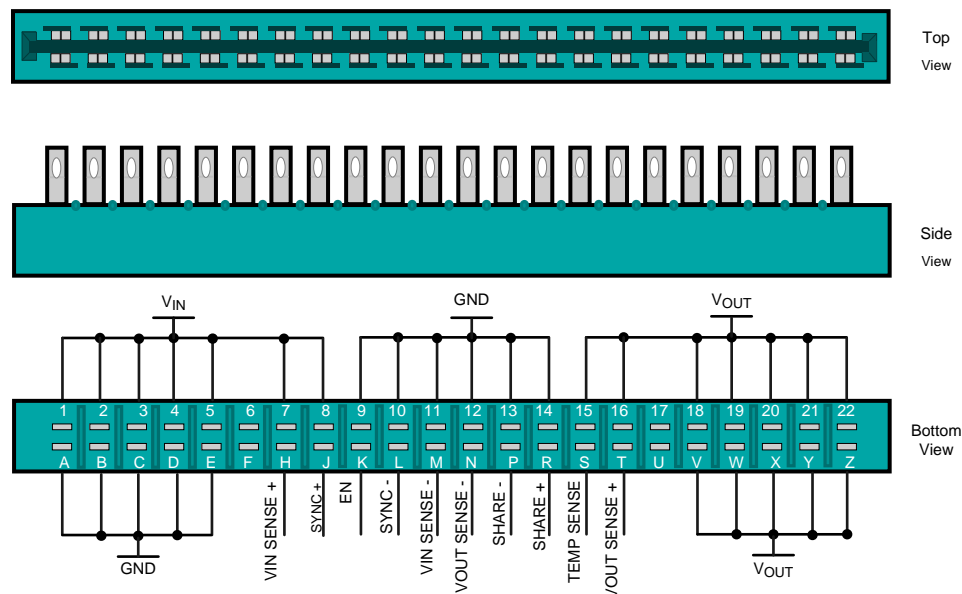 Top
View
Side
View
VIN
GND
VOUT
1 2 3 4 5 6 7 8 9 10 11 12 13 14 15 16 17 18 19 20 21 22
A B C D E F H J K L M N P R S T U V W X Y Z
Bottom
View
GND
VIN SENSE +
SYNC +
EN
SYNC -
VIN SENSE -
VOUT SENSE -
SHARE -
SHARE +
TEMP SENSE
VOUT SENSE +
VOUT